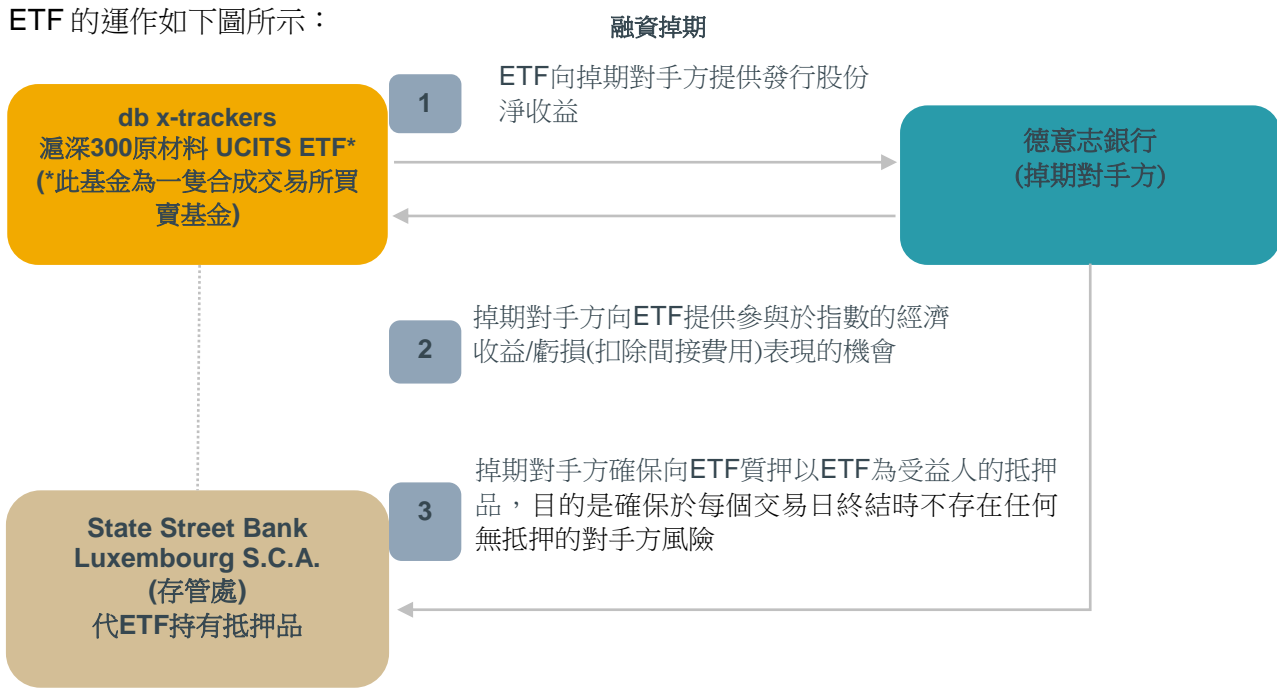 ETF 的運作如下圖所示：
融資掉期
1
ETF向掉期對手方提供發行股份
淨收益
db x-trackers
滬深300原材料 UCITS ETF*
(*此基金為一隻合成交易所買
賣基金)
德意志銀行
(掉期對手方)
2
掉期對手方向ETF提供參與於指數的經濟
收益/虧損(扣除間接費用)表現的機會
3
掉期對手方確保向ETF質押以ETF為受益人的抵押
品，目的是確保於每個交易日終結時不存在任何
無抵押的對手方風險
State Street Bank
Luxembourg S.C.A.
(存管處)
代ETF持有抵押品